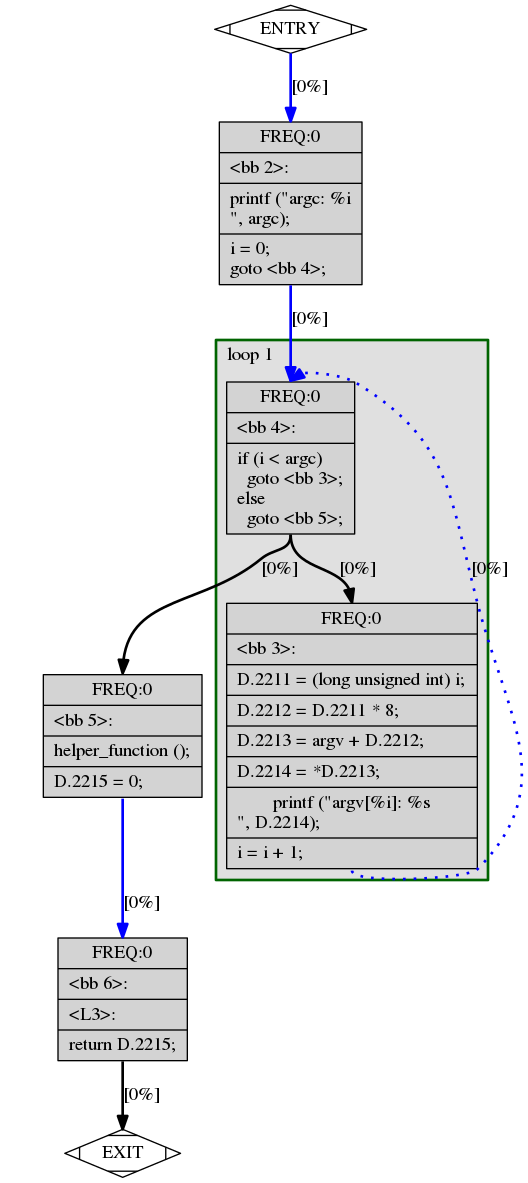 ENTRY
[0%]
FREQ:0
<bb 2>:
printf ("argc: %i
", argc);
i = 0;
goto <bb 4>;
[0%]
loop 1
FREQ:0
<bb 4>:
if (i < argc)
goto <bb 3>;
else
goto <bb 5>;
[0%]
[0%]
[0%]
FREQ:0
<bb 3>:
D.2211 = (long unsigned int) i;
D.2212 = D.2211 * 8;
D.2213 = argv + D.2212;
D.2214 = *D.2213;
printf ("argv[%i]: %s
", D.2214);
i = i + 1;
FREQ:0
<bb 5>:
helper_function ();
D.2215 = 0;
[0%]
FREQ:0
<bb 6>:
<L3>:
return D.2215;
[0%]
EXIT